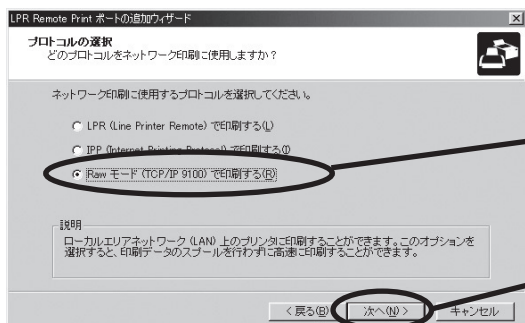 LPR Remote Print ポートの追加ウィザード
プロトコルの選択
どのプロトコルをネットワーク印刷に使用しますか？
ネットワーク印刷に使用するプロトコルを選択してください。
LPR (Line Printer Remote) で印刷する(L)
IPP (Internet Printing Protocol) で印刷する(I)
Raw モード (TCP/IP 9100) で印刷する(R)
説明
ローカルエリアネットワーク (LAN) 上のプリンタに印刷することができます。このオプションを
選択すると、印刷データのスプールを行わずに高速に印刷することができます。
< 戻る(B)
次へ(N) >
キャンセル